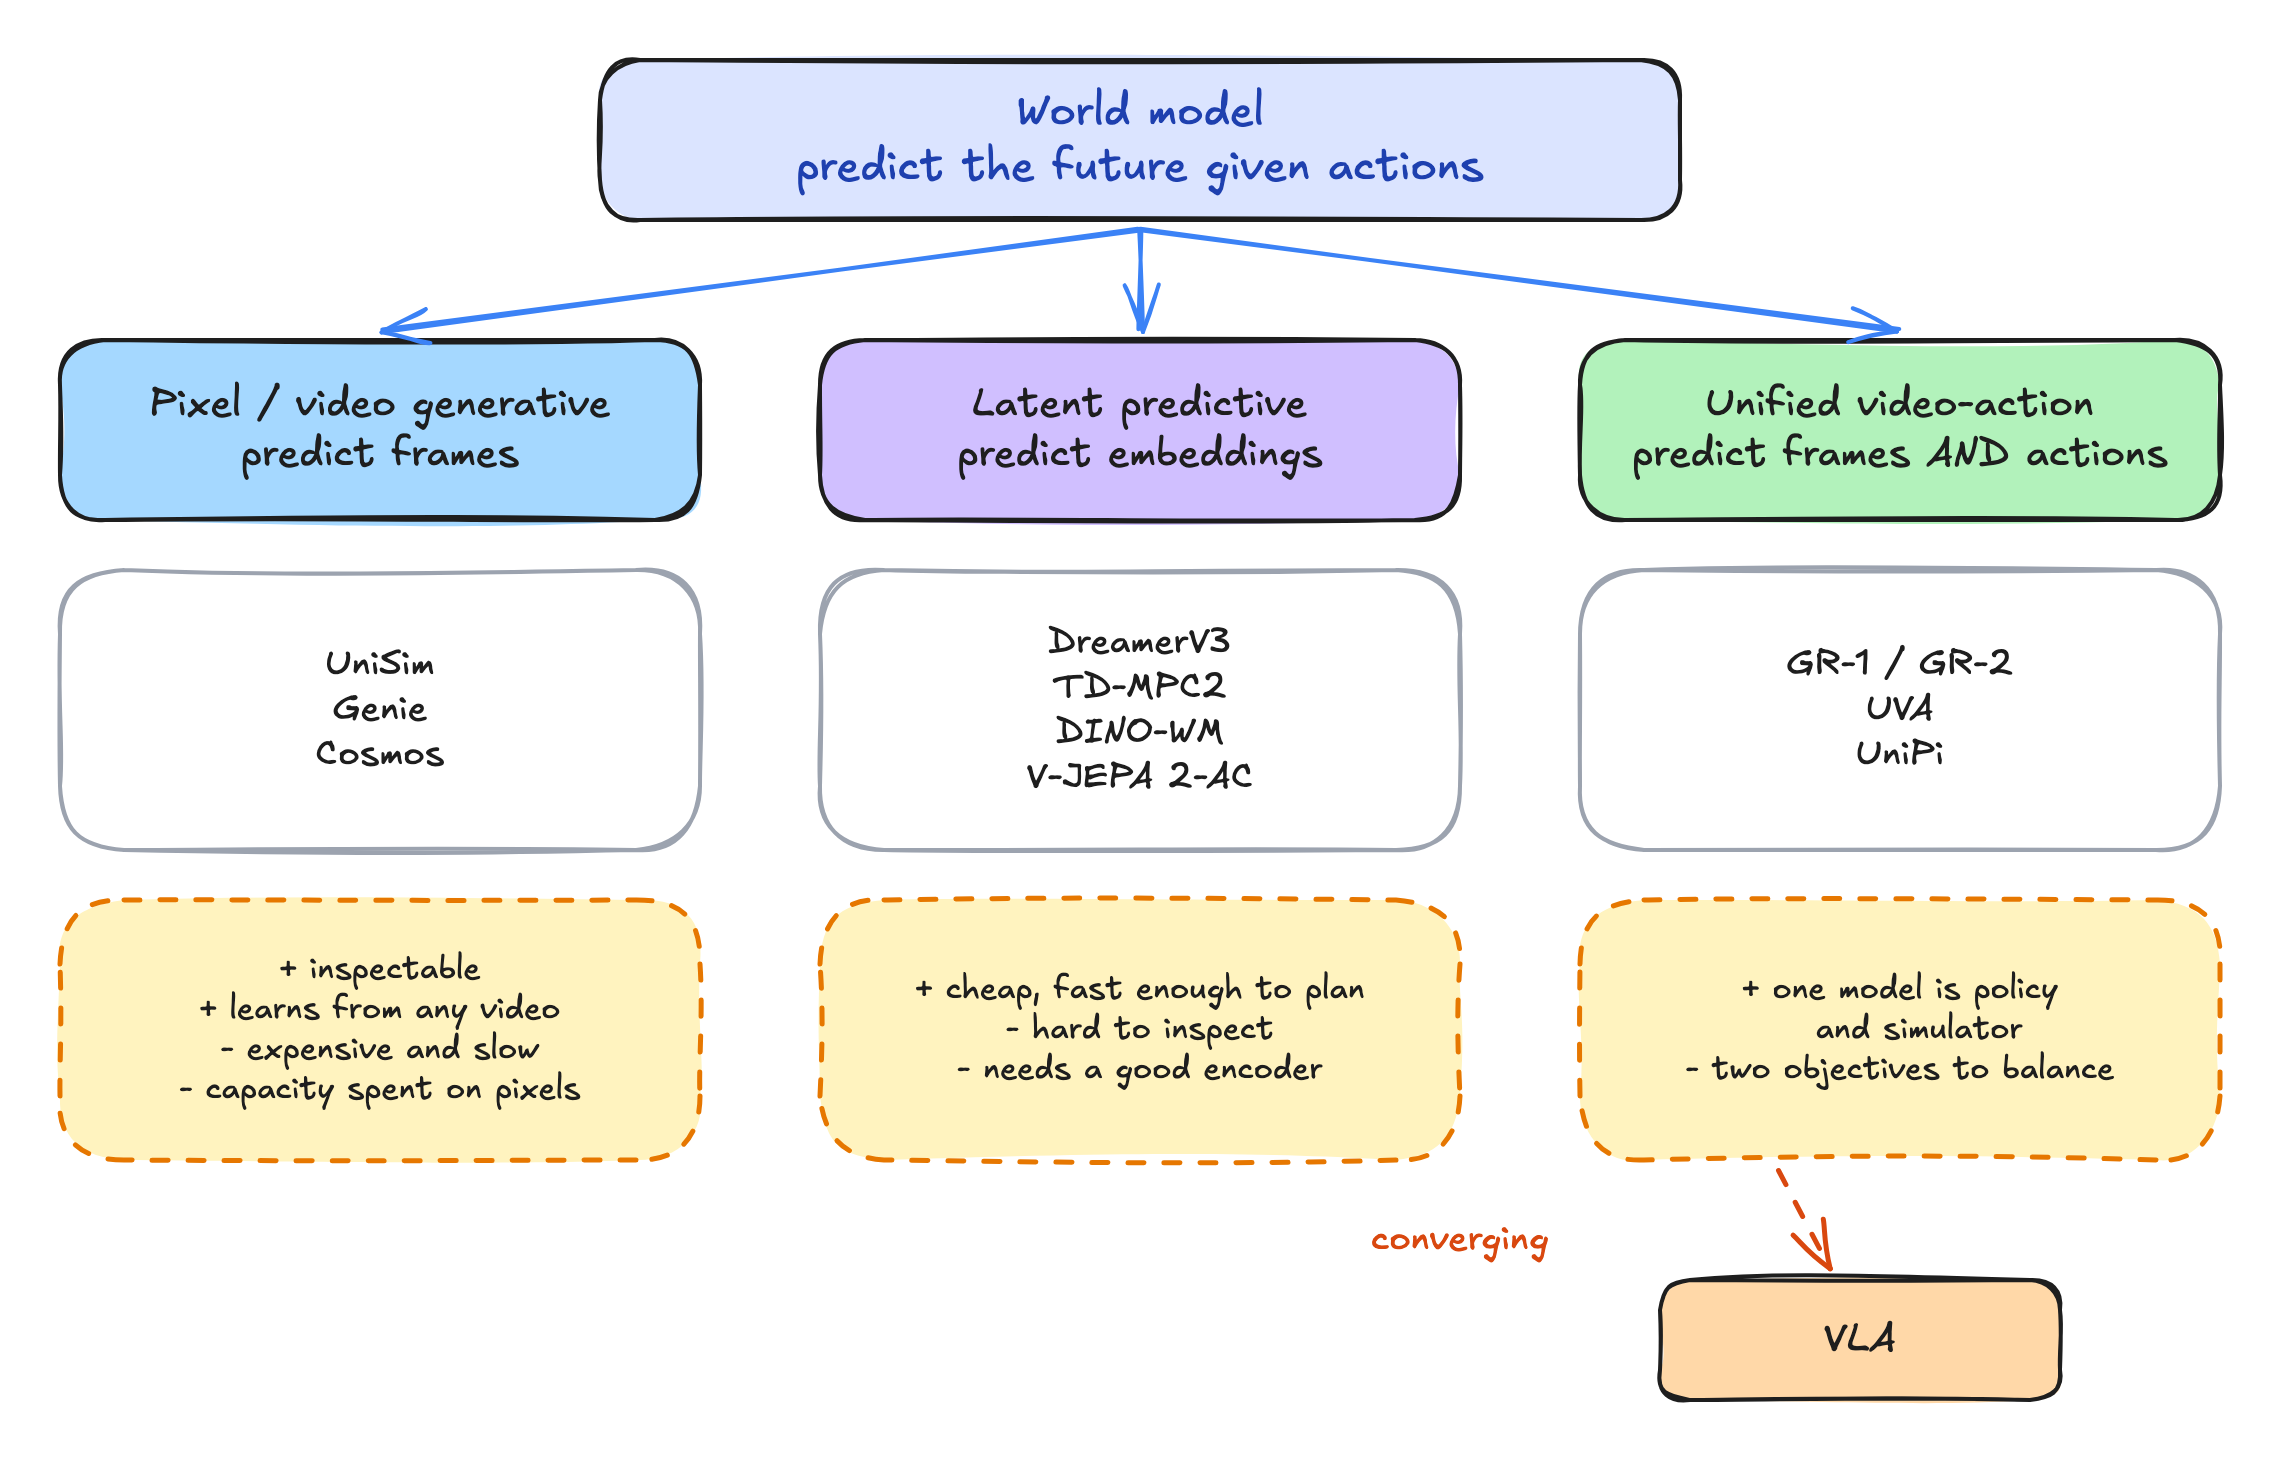 World model
predict the future given actions
Pixel / video generative
predict frames
Latent predictive
predict embeddings
Unified video-action
predict frames AND actions
UniSim
Genie
Cosmos
DreamerV3
TD-MPC2
DINO-WM
V-JEPA 2-AC
GR-1 / GR-2
UVA
UniPi
+ inspectable
+ learns from any video
- expensive and slow
- capacity spent on pixels
+ cheap, fast enough to plan
- hard to inspect
- needs a good encoder
+ one model is policy
and simulator
- two objectives to balance
converging
VLA